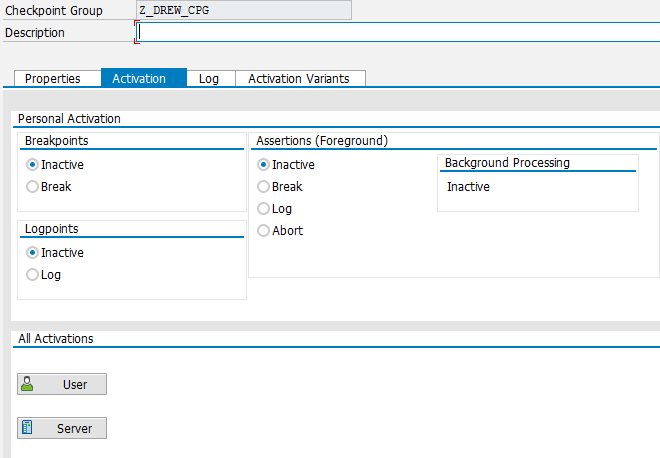 Checkpoint Group Z_DREW_CPG
Description
Properties Activation Log Activation Variants
Personal Activation
Breakpoints
Inactive
Break
Logpoints
Inactive
Log
Assertions (Foreground)
Inactive
Break
Log
Abort
Background Processing
Inactive
All Activations
User
Server